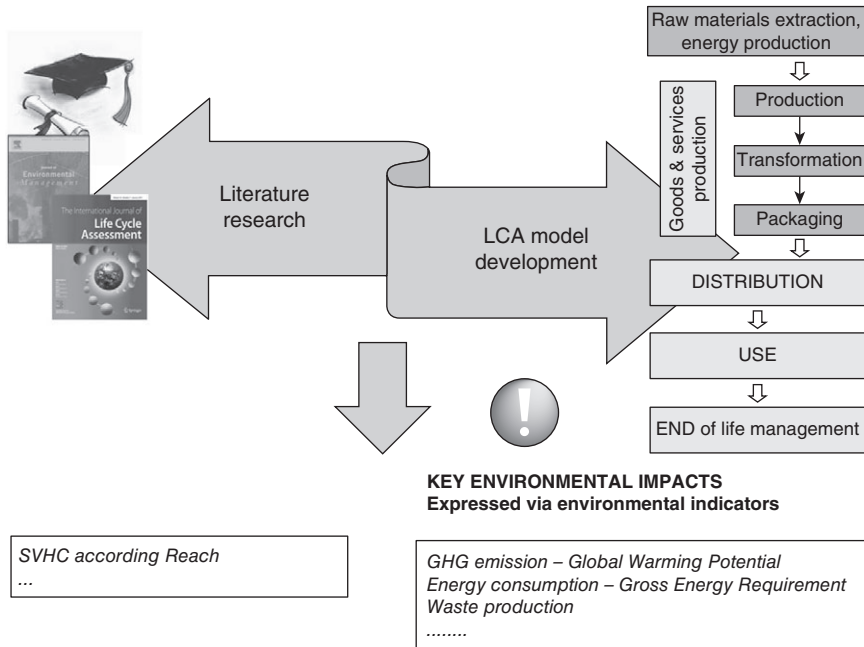 Raw materials extraction,
energy production
Goods & services
production
Production
Transformation
Packaging
DISTRIBUTION
USE
END of life management
Environmental
Management
The International Journal of
Life Cycle
Assessment
Literature
research
LCA model
development
!
KEY ENVIRONMENTAL IMPACTS
Expressed via environmental indicators
SVHC according Reach
...
GHG emission – Global Warming Potential
Energy consumption – Gross Energy Requirement
Waste production
........